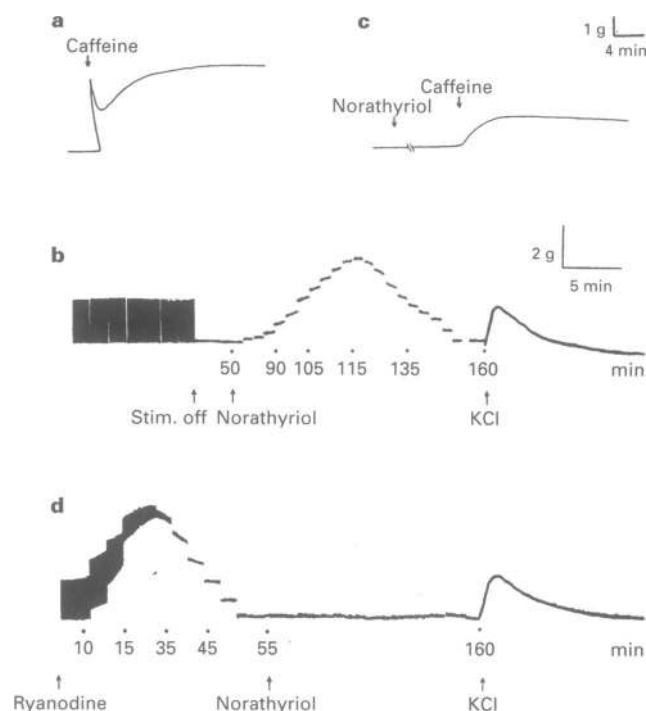 a
Caffeine
c
1 g
4 min
Caffeine
Norathyriol
b
2 g
5 min
50 90 105 115 135 160 min
Stim. off Norathyriol KCl
d
10 15 35 45 55 160 min
Ryanodine Norathyriol KCl